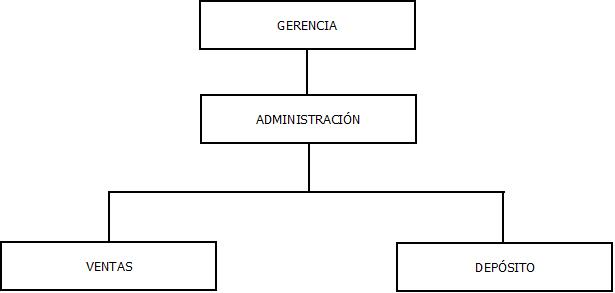 GERENCIA
ADMINISTRACIÓN
VENTAS
DEPÓSITO